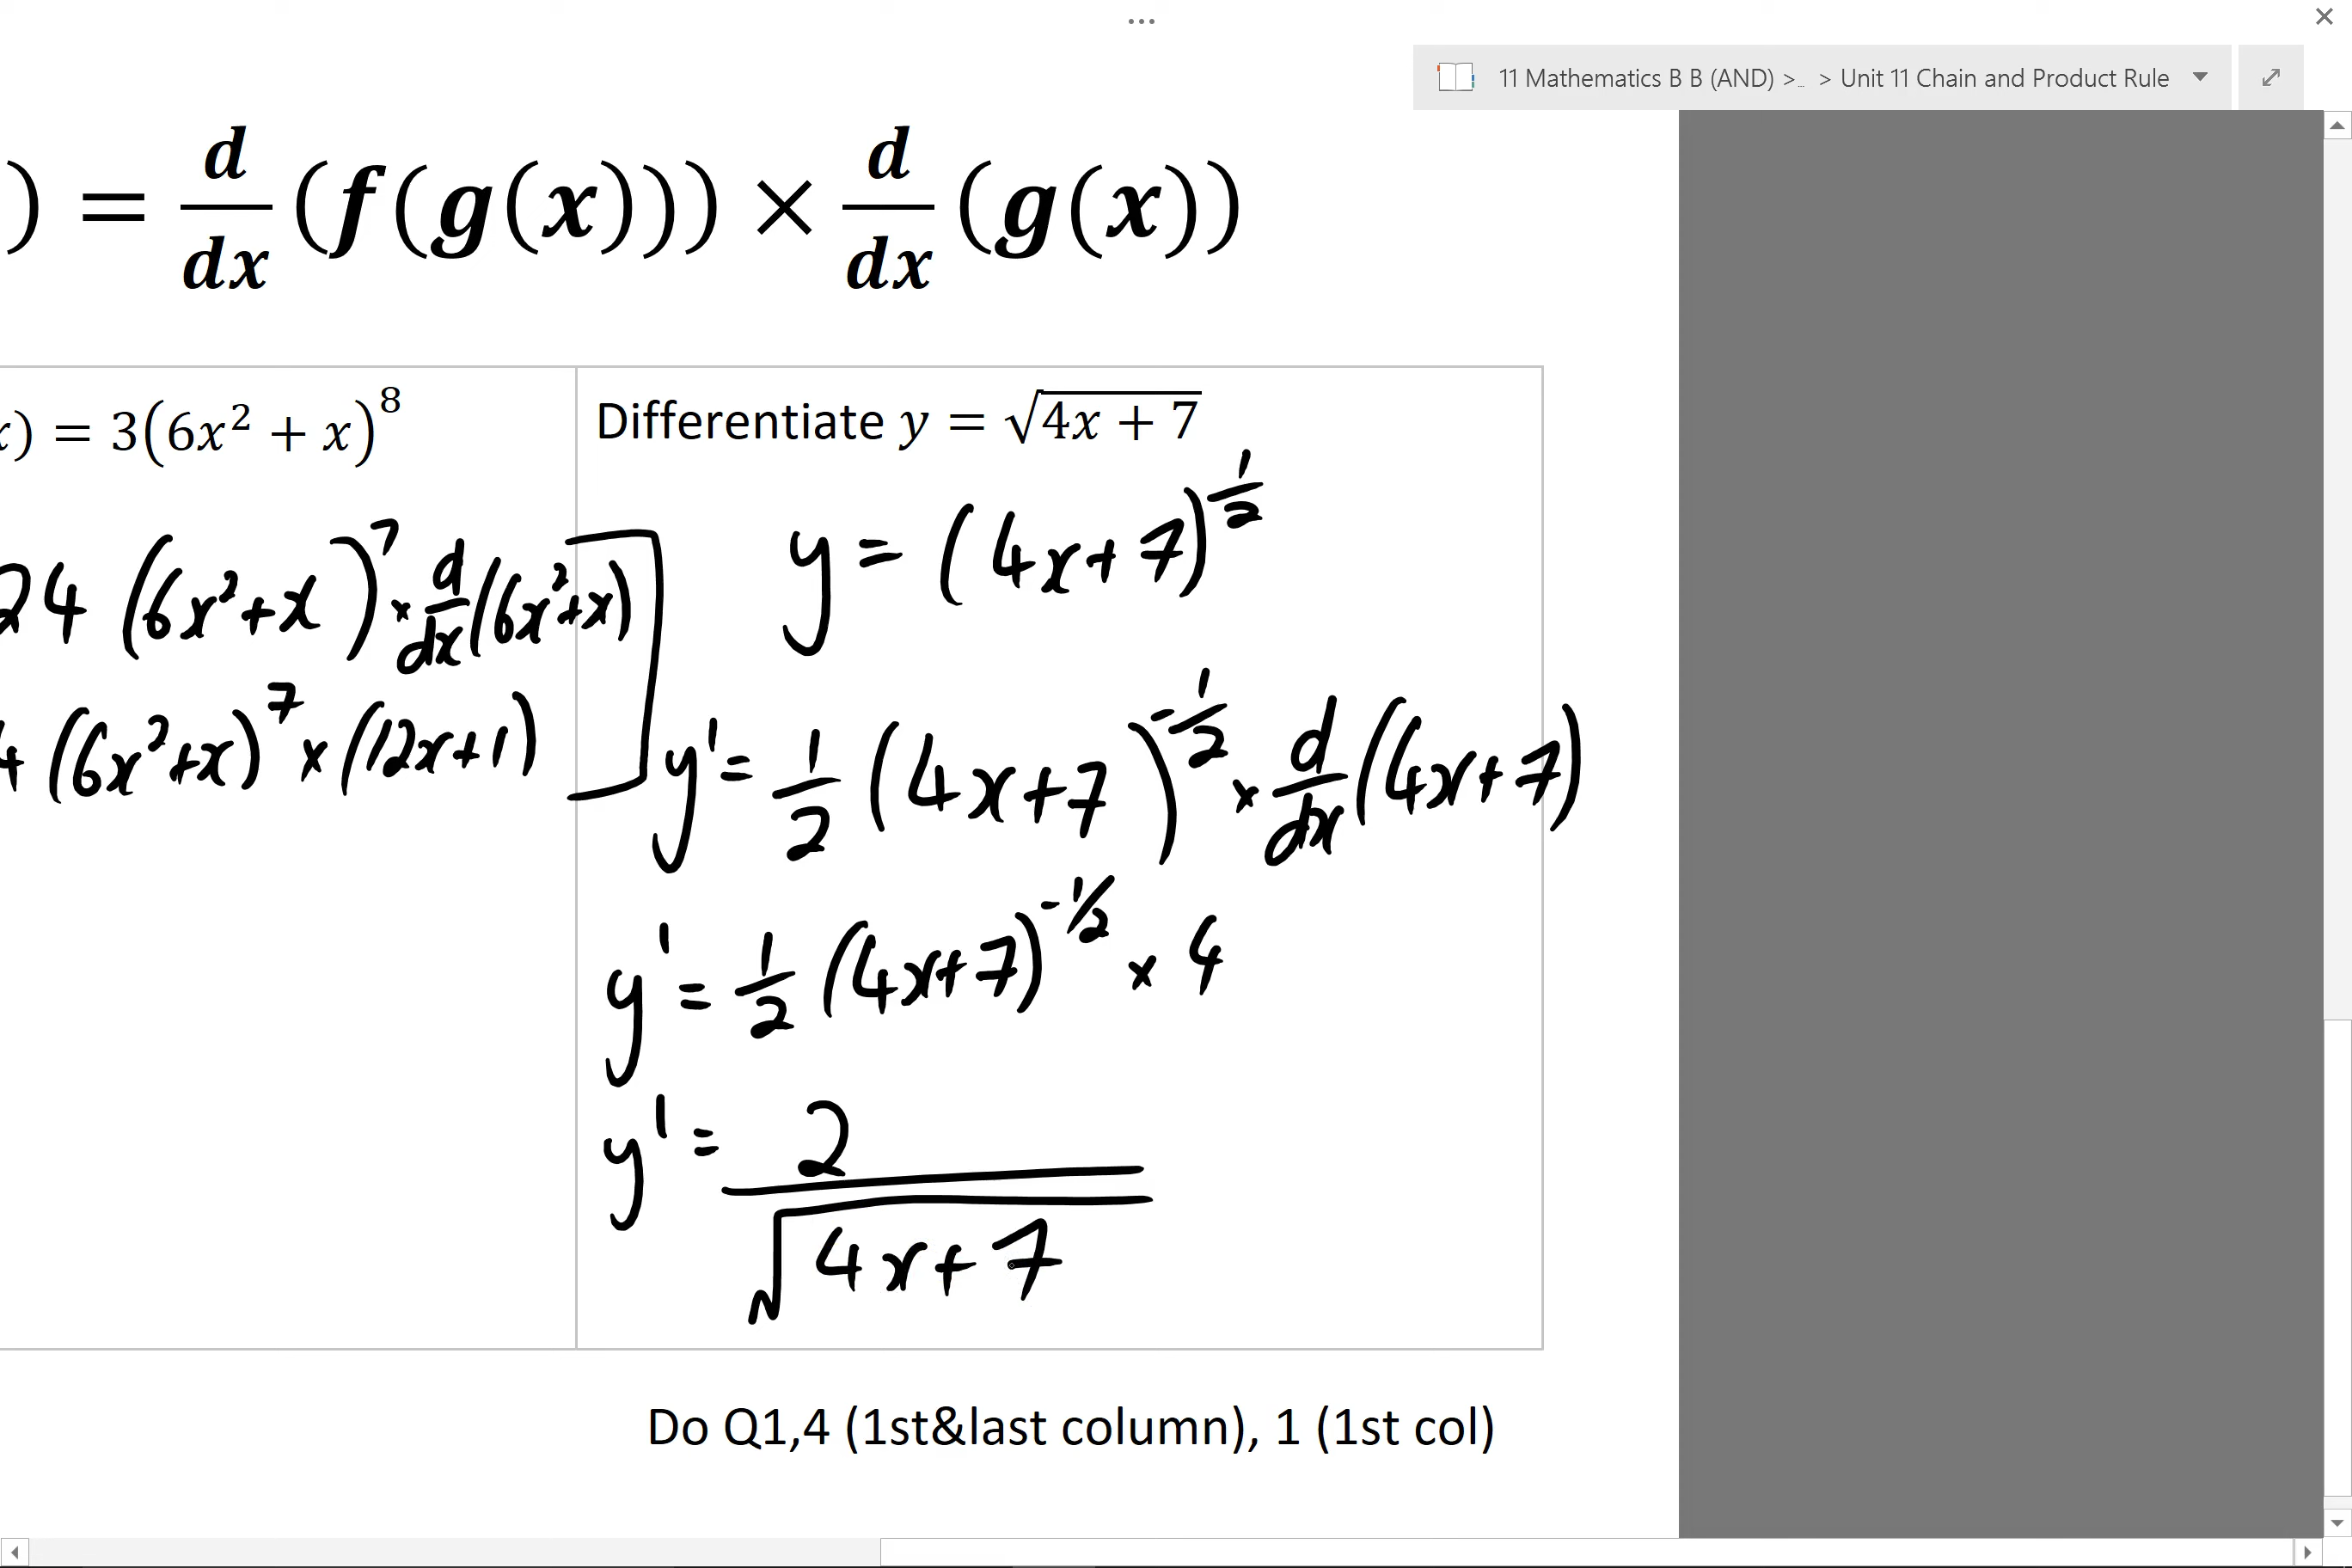 11 Mathematics B B (AND) >... > Unit 11 Chain and Product Rule
) = d/dx (f(g(x))) × d/dx (g(x))
x) = 3(6x² + x)⁸
24 (6x²+x)⁷ × d/dx (6x²+x)
4 (6x²+x)⁷ × (12x+1)
Differentiate y = √(4x + 7)
y = (4x+7)^(1/2)
y' = 1/2 (4x+7)^(-1/2) × d/dx (4x+7)
y' = 1/2 (4x+7)^(-1/2) × 4
y' = 2/√(4x+7)
Do Q1,4 (1st&last column), 1 (1st col)